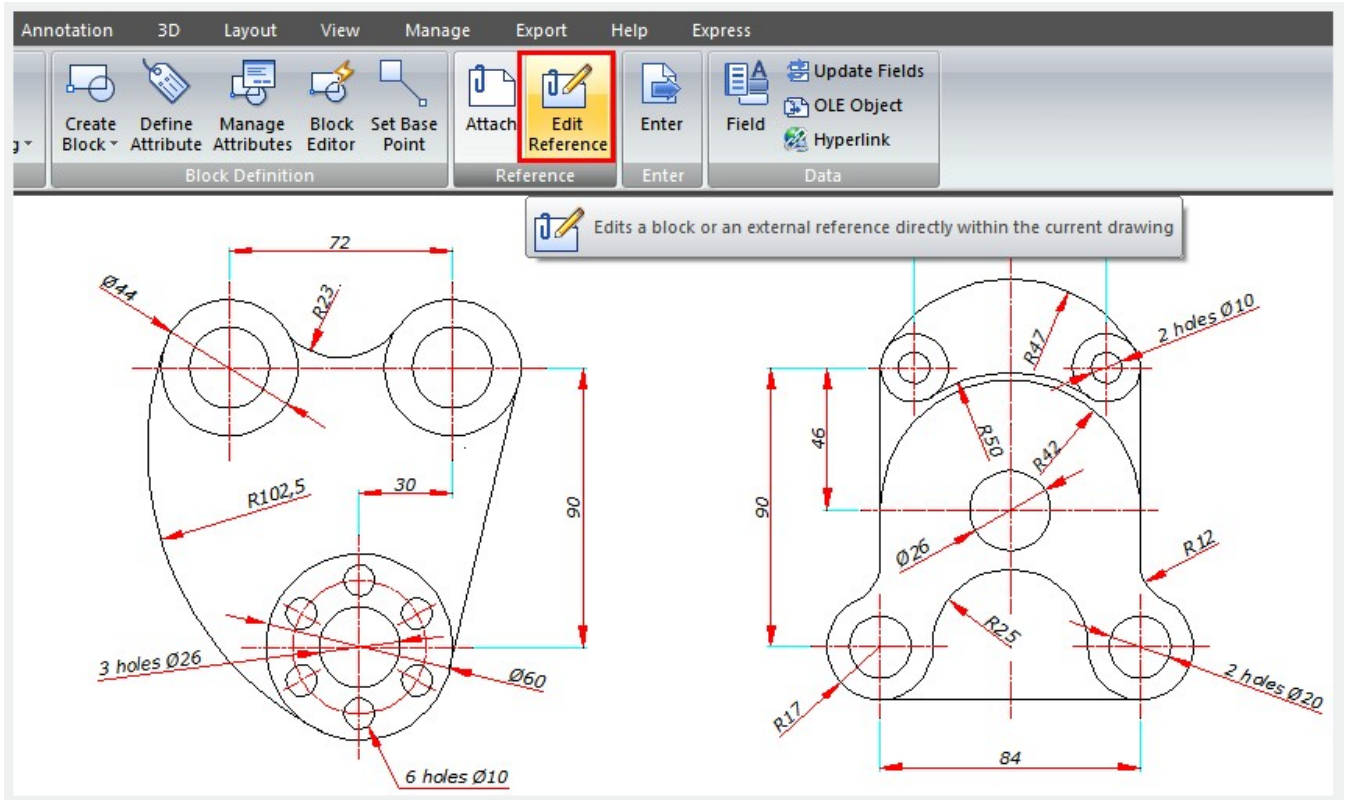 Annotation 3D Layout View Manage Export Help Express
Create Block
Define Attribute
Manage Attributes
Block Editor
Set Base Point
Attach
Edit Reference
Enter
Field
Update Fields
OLE Object
Hyperlink
Block Definition
Reference
Enter
Data
Edits a block or an external reference directly within the current drawing
72
Ø44
R23
R102,5
30
90
3 holes Ø26
Ø60
6 holes Ø10
R47
2 holes Ø10
46
90
R50
R42
Ø26
R12
R25
R17
2 holes Ø20
84